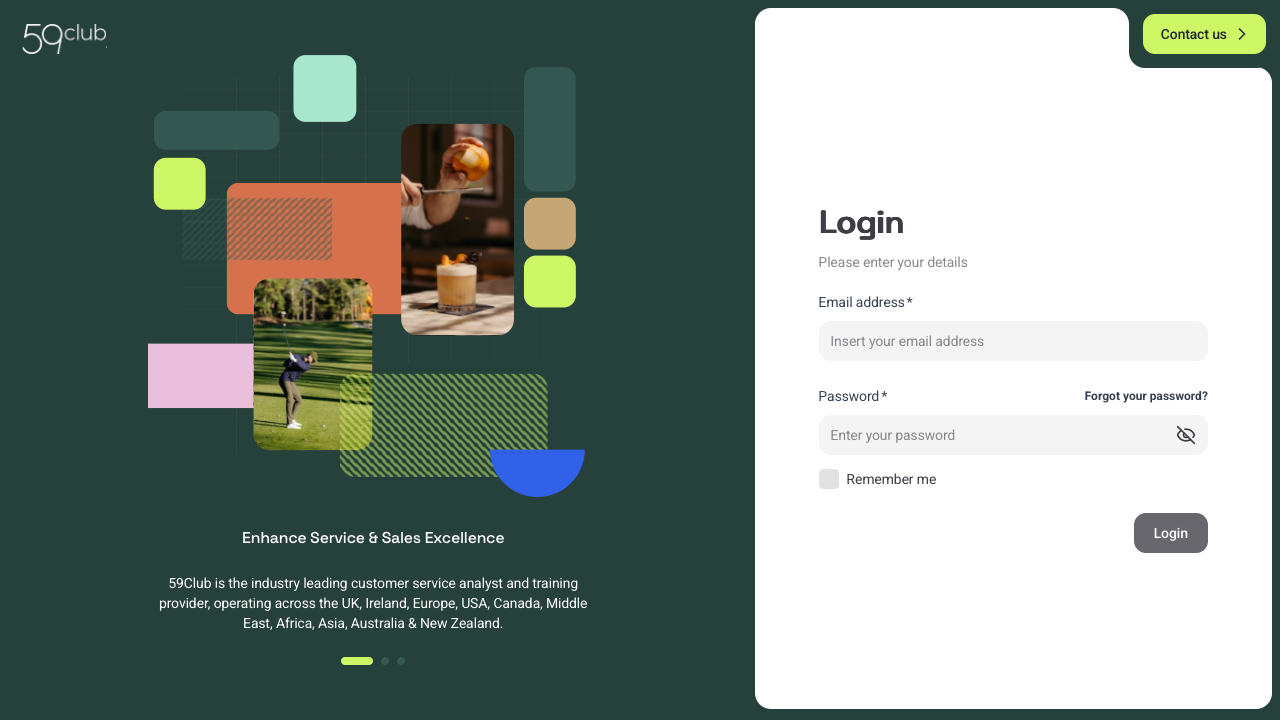 59club
Enhance Service & Sales Excellence
59Club is the industry leading customer service analyst and training
provider, operating across the UK, Ireland, Europe, USA, Canada, Middle
East, Africa, Asia, Australia & New Zealand.
Contact us
Login
Please enter your details
Email address *
Insert your email address
Password *
Forgot your password?
Enter your password
Remember me
Login